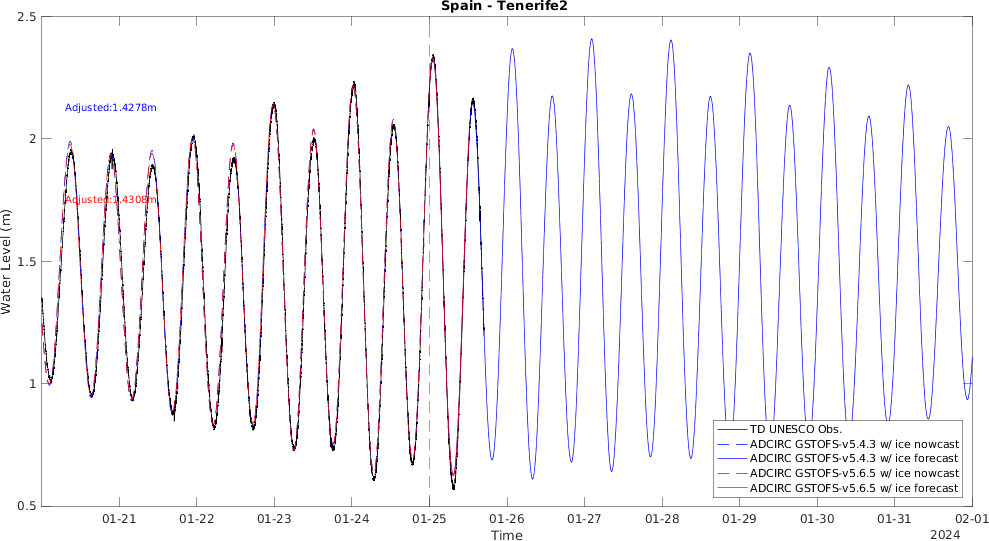 Spain - Tenerife2
2.5
2
1.5
1
0.5
Water Level (m)
Adjusted:1.4278m
Adjusted:1.4308m
TD UNESCO Obs.
ADCIRC GSTOFS-v5.4.3 w/ ice nowcast
ADCIRC GSTOFS-v5.4.3 w/ ice forecast
ADCIRC GSTOFS-v5.6.5 w/ ice nowcast
ADCIRC GSTOFS-v5.6.5 w/ ice forecast
01-21 01-22 01-23 01-24 01-25 01-26 01-27 01-28 01-29 01-30 01-31 02-01
Time
2024